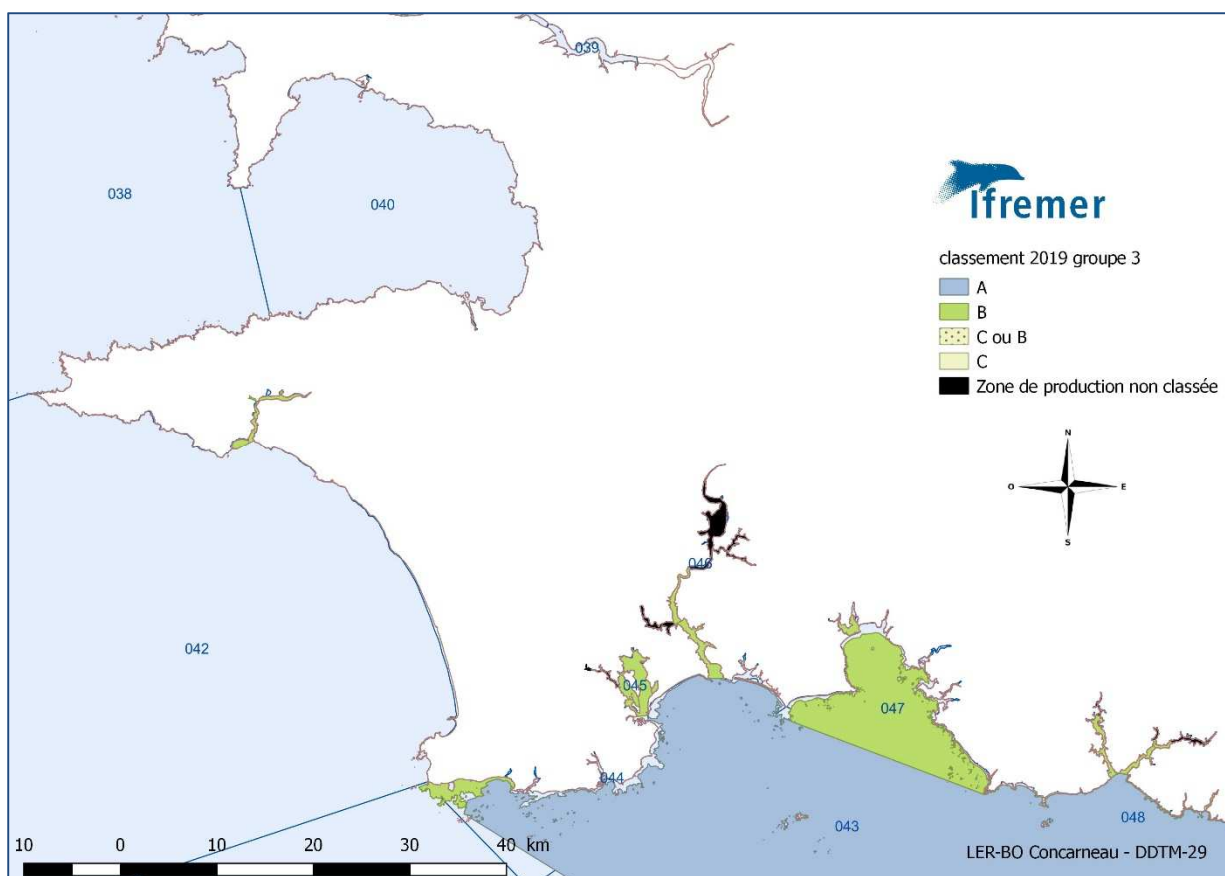 039
038
040
Ifremer
classement 2019 groupe 3
A
B
C ou B
C
Zone de production non classée
N
O
E
S
046
042
045
047
044
043
048
10 0 10 20 30 40 km
LER-BO Concarneau - DDTM-29